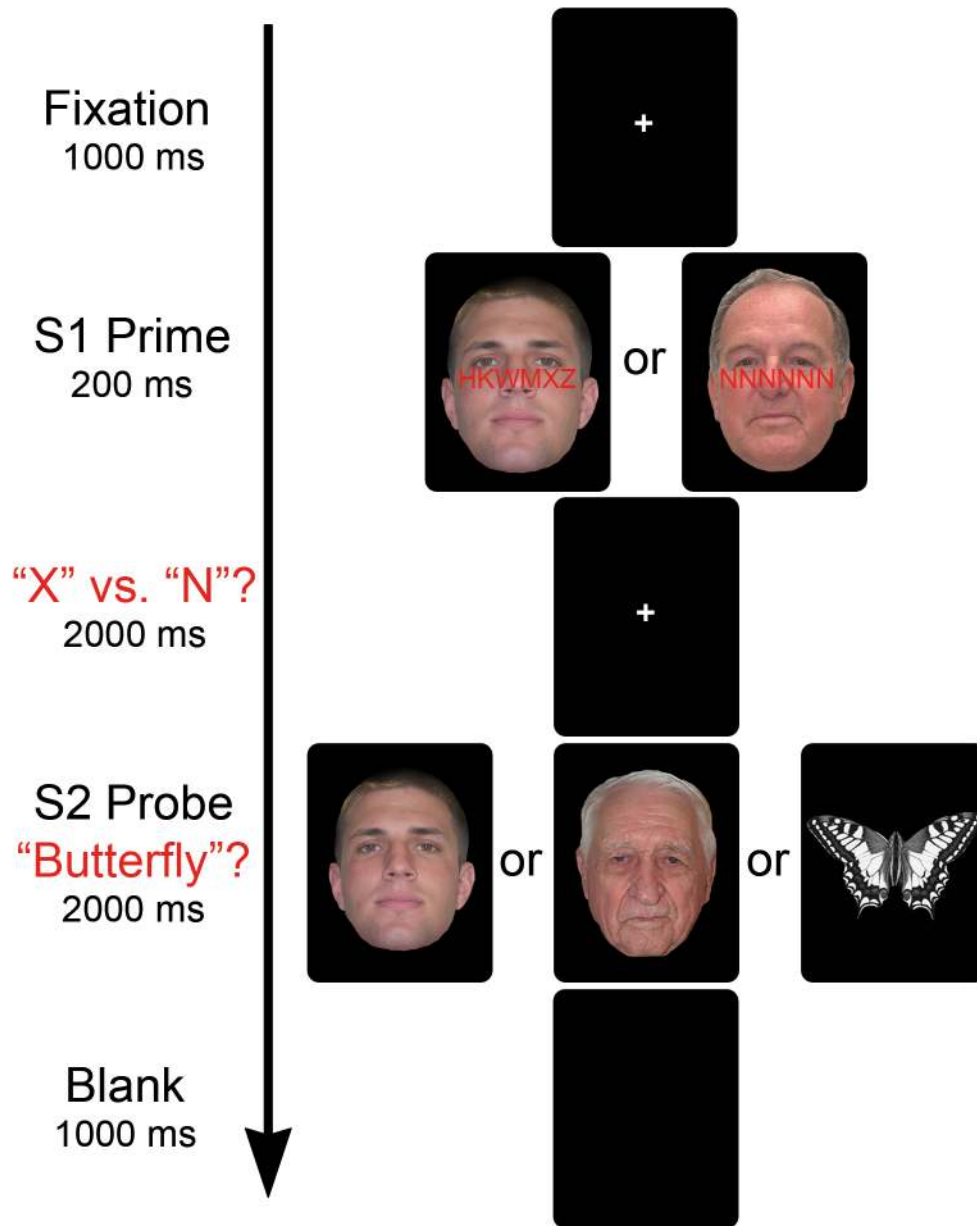 Fixation
1000 ms
+
S1 Prime
200 ms
HKWMXZ
or
NNNNNN
“X” vs. “N”?
2000 ms
+
S2 Probe
“Butterfly”?
2000 ms
or
or
Blank
1000 ms